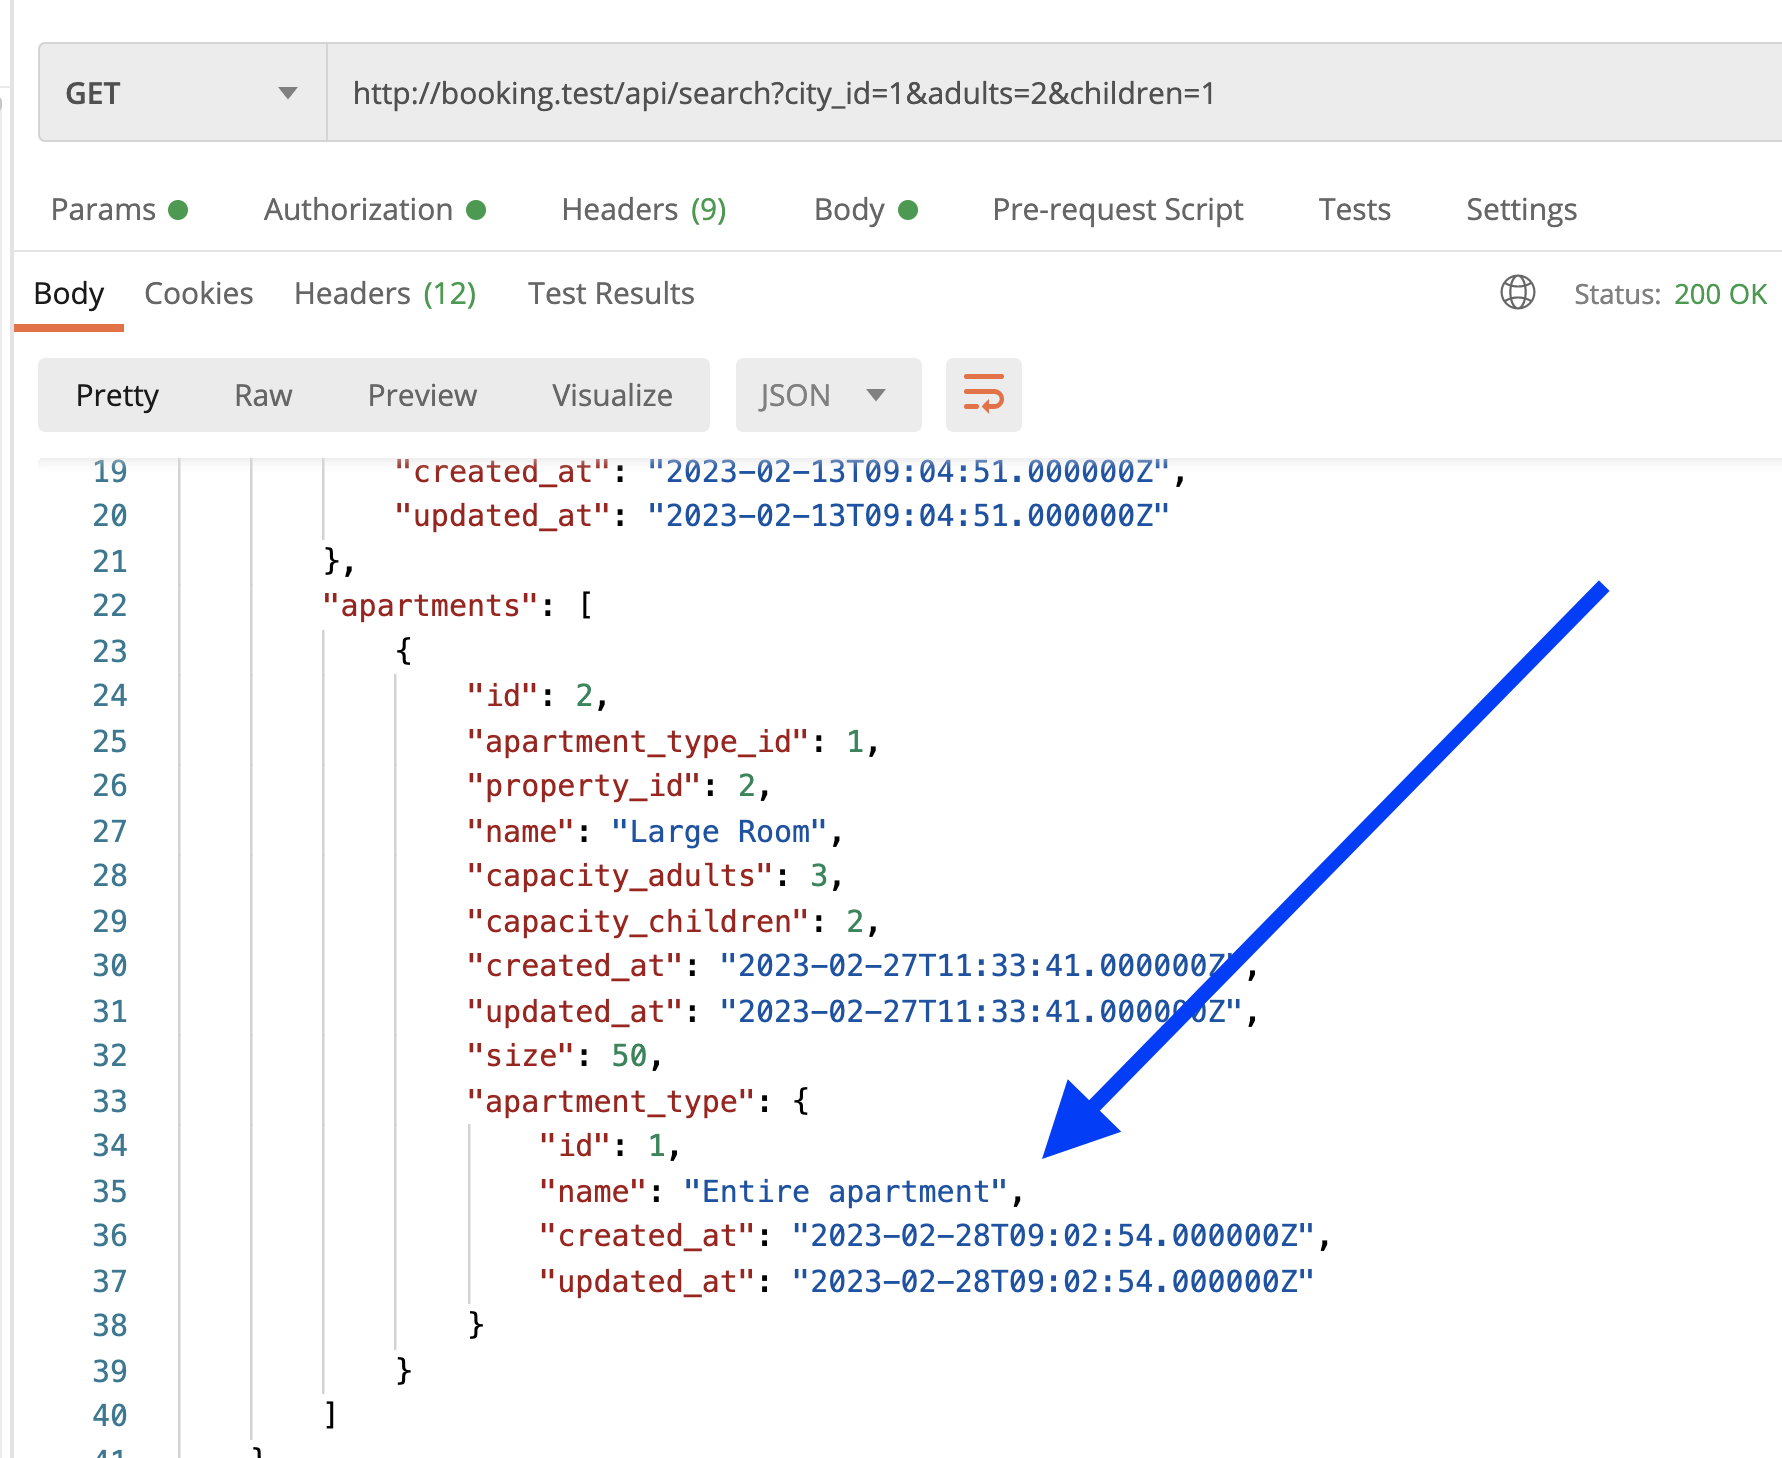 GET http://booking.test/api/search?city_id=1&adults=2&children=1
Params Authorization Headers (9) Body Pre-request Script Tests Settings
Body Cookies Headers (12) Test Results Status: 200 OK
Pretty Raw Preview Visualize JSON
19 "created_at": "2023-02-13T09:04:51.000000Z",
20 "updated_at": "2023-02-13T09:04:51.000000Z"
21 },
22 "apartments": [
23 {
24 "id": 2,
25 "apartment_type_id": 1,
26 "property_id": 2,
27 "name": "Large Room",
28 "capacity_adults": 3,
29 "capacity_children": 2,
30 "created_at": "2023-02-27T11:33:41.000000Z",
31 "updated_at": "2023-02-27T11:33:41.000000Z",
32 "size": 50,
33 "apartment_type": {
34 "id": 1,
35 "name": "Entire apartment",
36 "created_at": "2023-02-28T09:02:54.000000Z",
37 "updated_at": "2023-02-28T09:02:54.000000Z"
38 }
39 }
40 ]
41 }